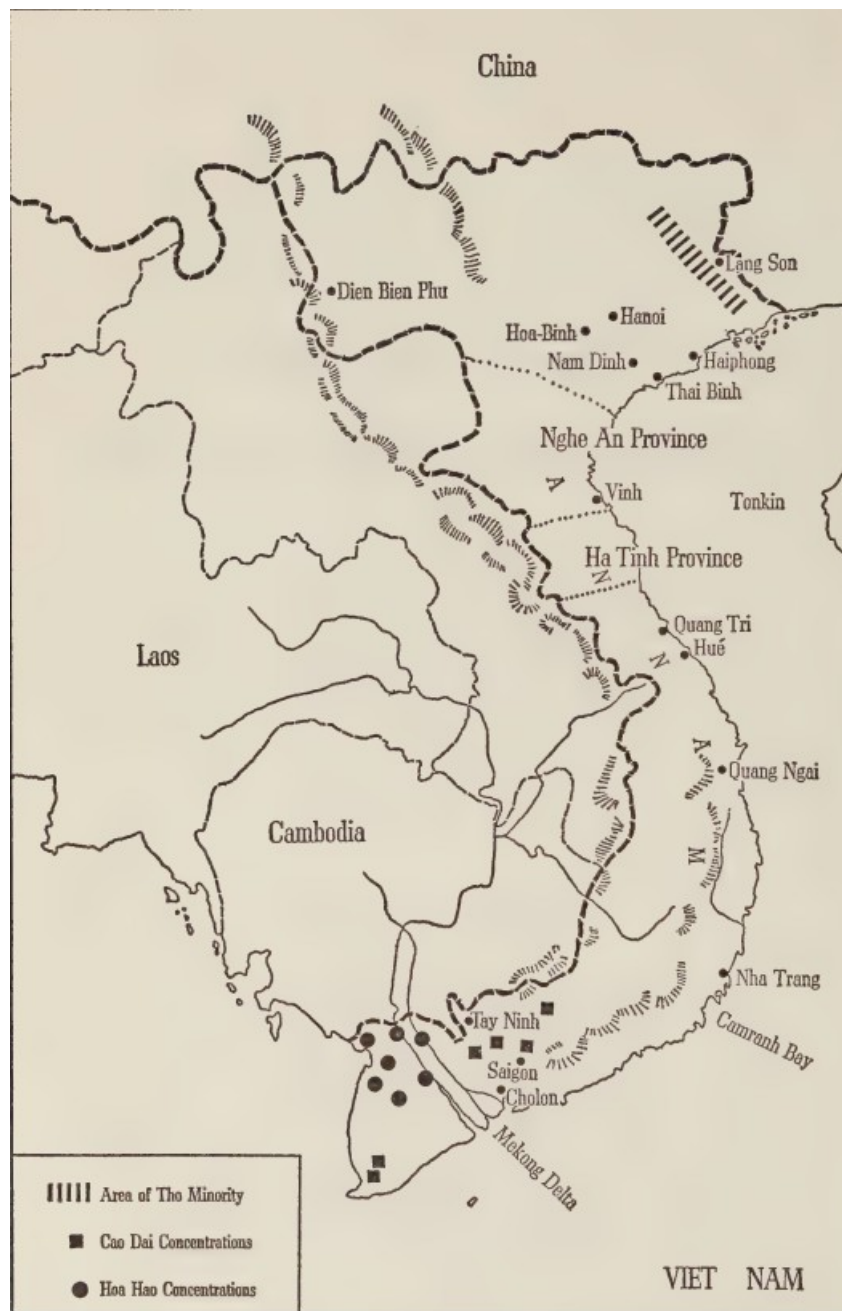 China
Lang Son
Dien Bien Phu
Hanoi
Hoa-Binh
Nam Dinh
Haiphong
Thai Binh
Nghe An Province
Vinh
Tonkin
Ha Tinh Province
A N N A M
Quang Tri
Hué
Laos
Quang Ngai
Cambodia
Nha Trang
Tay Ninh
Camranh Bay
Saigon
Cholon
Mekong Delta
Area of Tho Minority
Cao Dai Concentrations
Hoa Hao Concentrations
VIET NAM